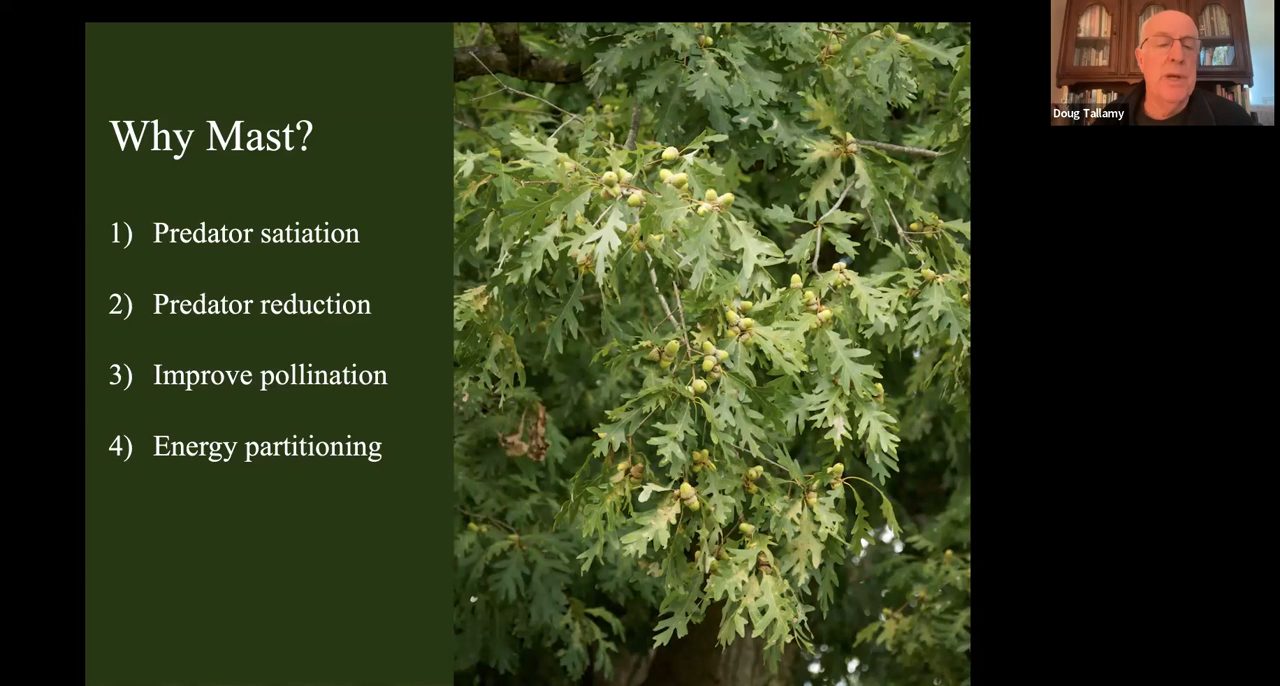 Why Mast?
1) Predator satiation
2) Predator reduction
3) Improve pollination
4) Energy partitioning
Doug Tallamy